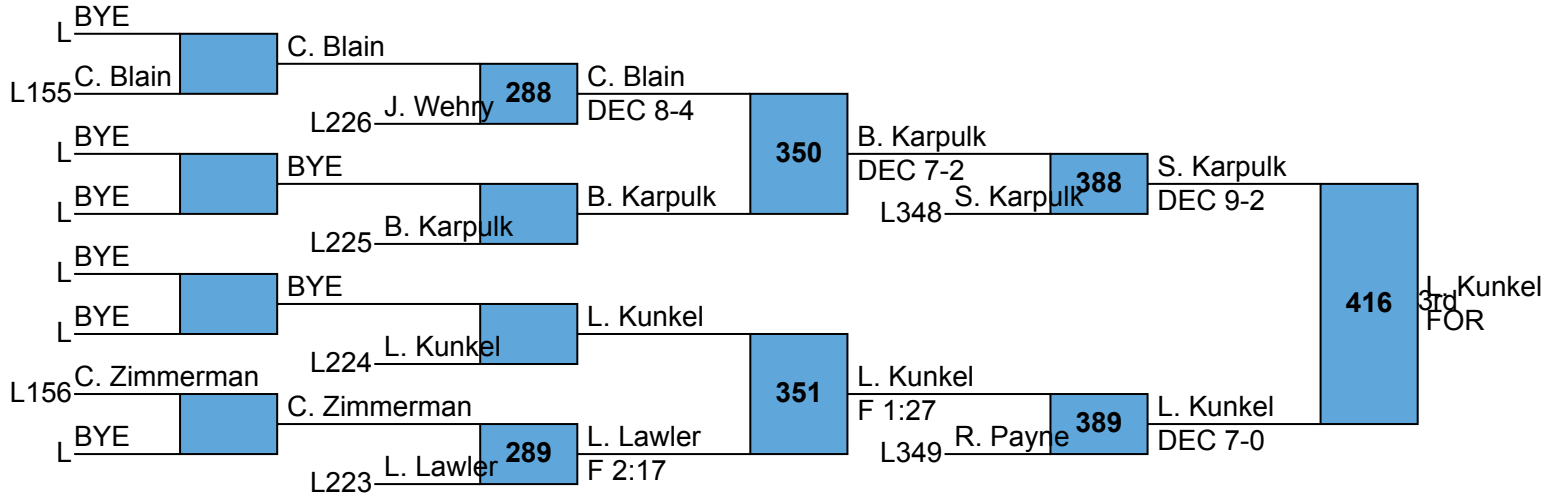 BYE
L
C. Blain
L155
C. Blain
J. Wehry
L226
288
C. Blain
DEC 8-4
BYE
L
BYE
L
BYE
B. Karpulk
L225
B. Karpulk
350
B. Karpulk
DEC 7-2
S. Karpulk
L348
388
S. Karpulk
DEC 9-2
BYE
L
BYE
L
BYE
L. Kunkel
L224
L. Kunkel
C. Zimmerman
L156
BYE
L
C. Zimmerman
L. Lawler
L223
289
L. Lawler
F 2:17
351
L. Kunkel
F 1:27
R. Payne
L349
389
L. Kunkel
DEC 7-0
416
3rd
L. Kunkel
FOR